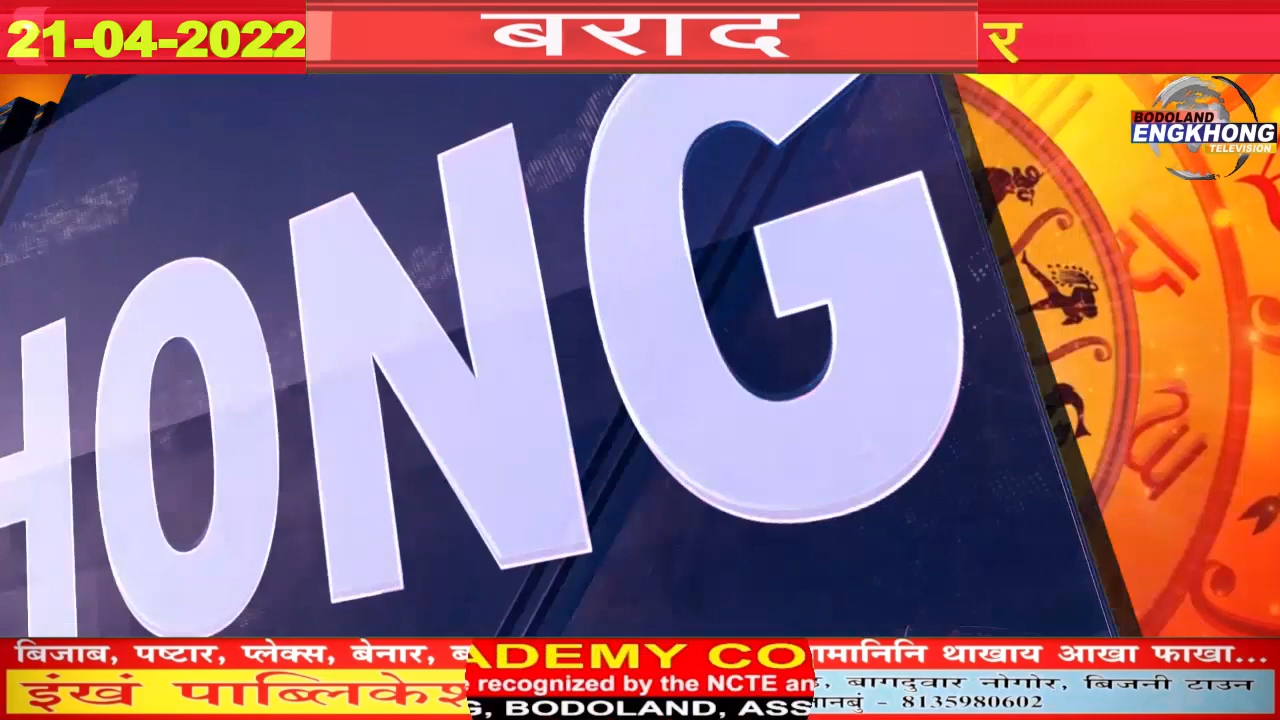 21-04-2022
बराद
र
BODOLAND
ENGKHONG
TELEVISION
HONG
बिजाब, पष्टार, प्लेक्स, बेनार, ब
इंखं पाब्लिकेश
ADEMY CO
recognized by the NCTE an
G, BODOLAND, ASS
ामानिनि थाखाय आखा फाखा...
बागदुवार नोगोर, बिजनी टाउन
ानबुं - 8135980602